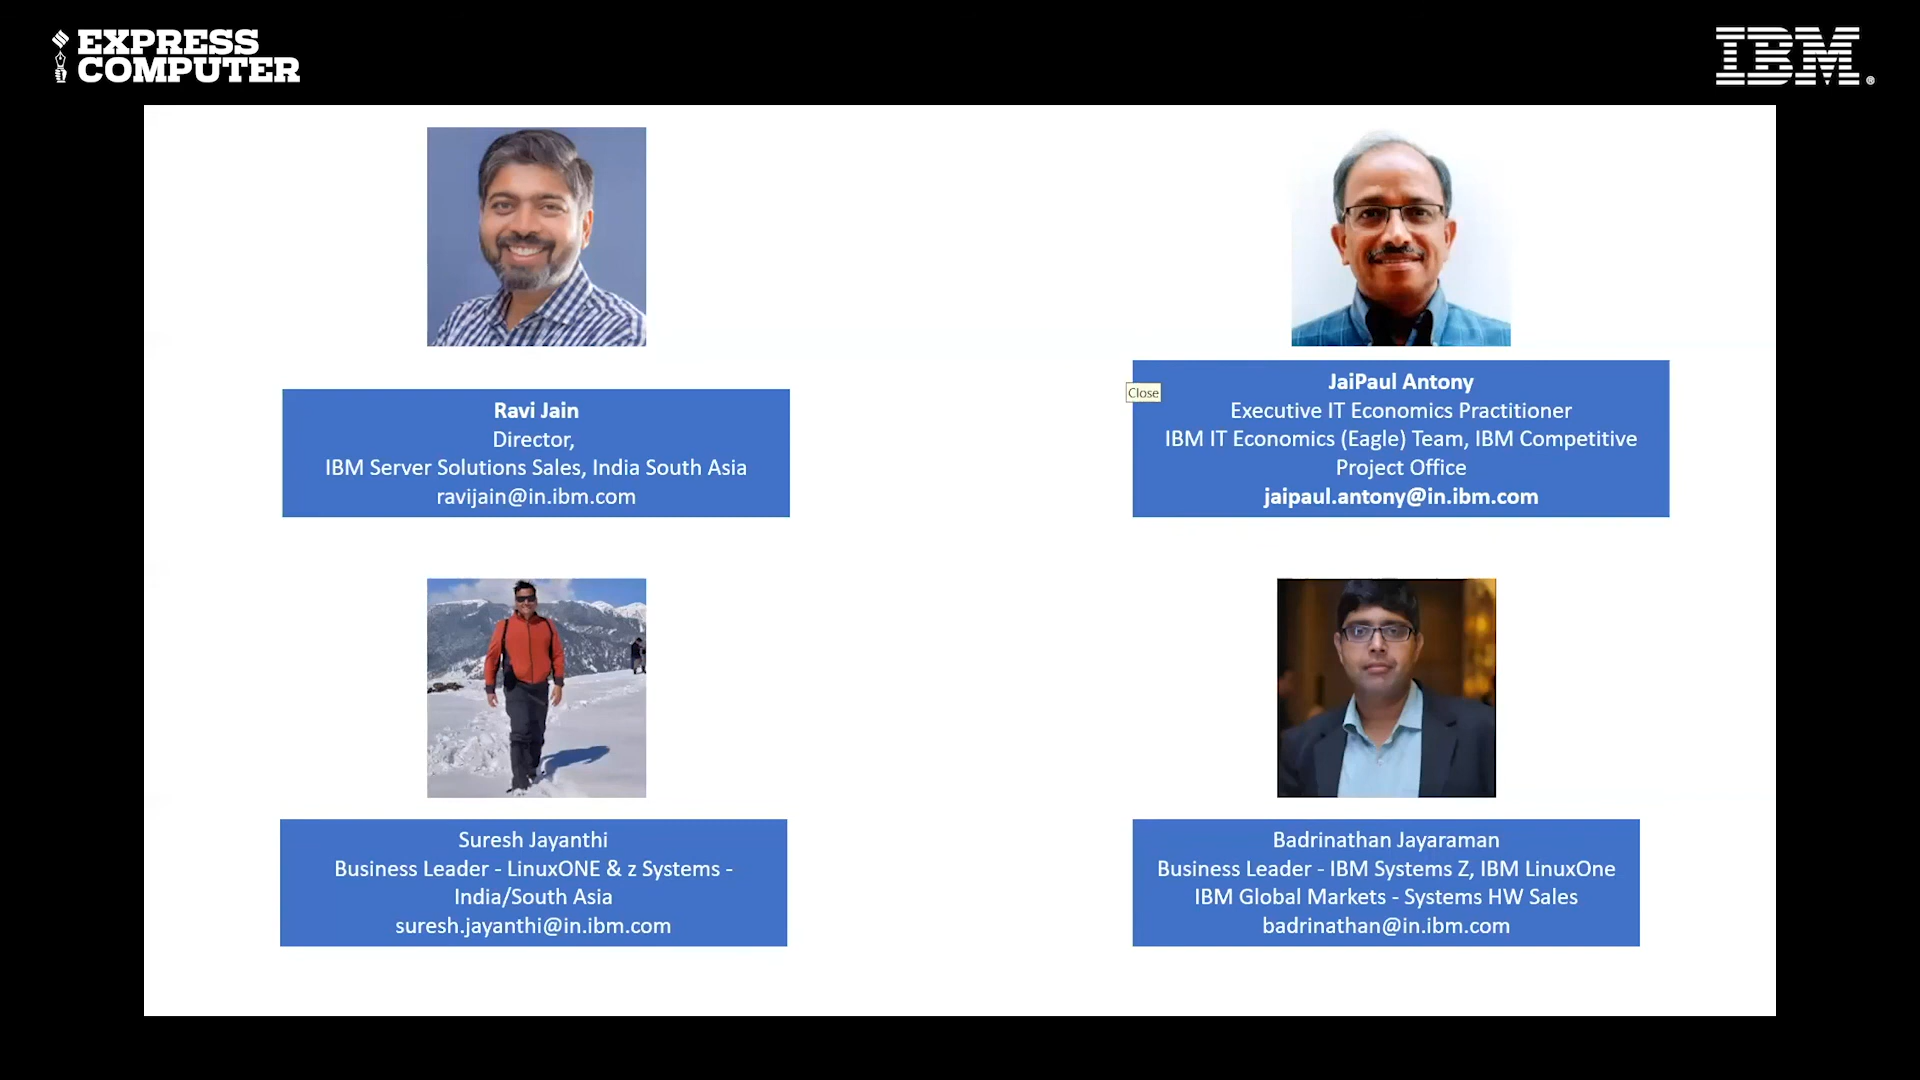 EXPRESS
COMPUTER
IBM®
Ravi Jain
Director,
IBM Server Solutions Sales, India South Asia
ravijain@in.ibm.com
Close
JaiPaul Antony
Executive IT Economics Practitioner
IBM IT Economics (Eagle) Team, IBM Competitive
Project Office
jaipaul.antony@in.ibm.com
Suresh Jayanthi
Business Leader - LinuxONE & z Systems -
India/South Asia
suresh.jayanthi@in.ibm.com
Badrinathan Jayaraman
Business Leader - IBM Systems Z, IBM LinuxOne
IBM Global Markets - Systems HW Sales
badrinathan@in.ibm.com